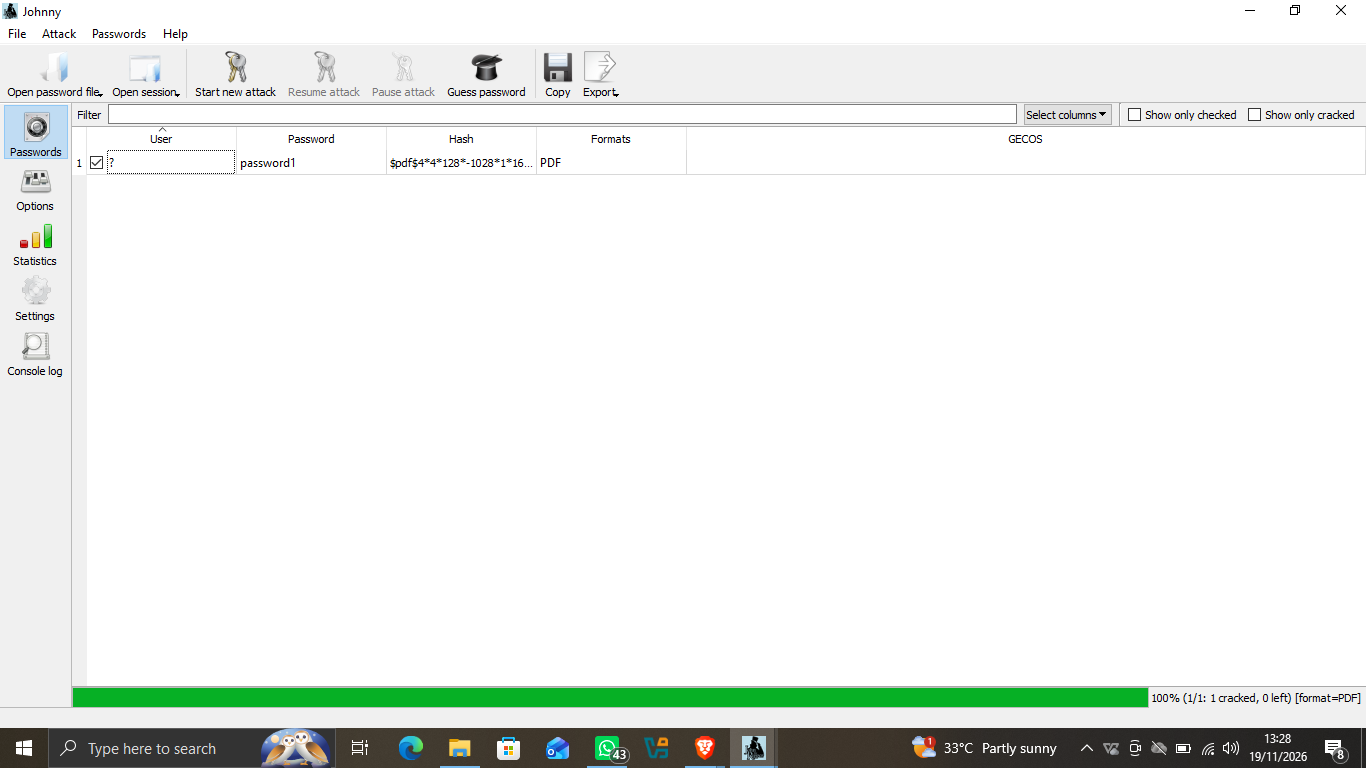 Johnny
File Attack Passwords Help
Open password file Open session Start new attack Resume attack Pause attack Guess password Copy Export
Passwords
Options
Statistics
Settings
Console log
Filter Select columns Show only checked Show only cracked
User Password Hash Formats GECOS
1 ? password1 $pdf$4*4*128*-1028*1*16... PDF
100% (1/1: 1 cracked, 0 left) [format=PDF]
Type here to search 43 1 33°C Partly sunny 13:28
19/11/2026 8